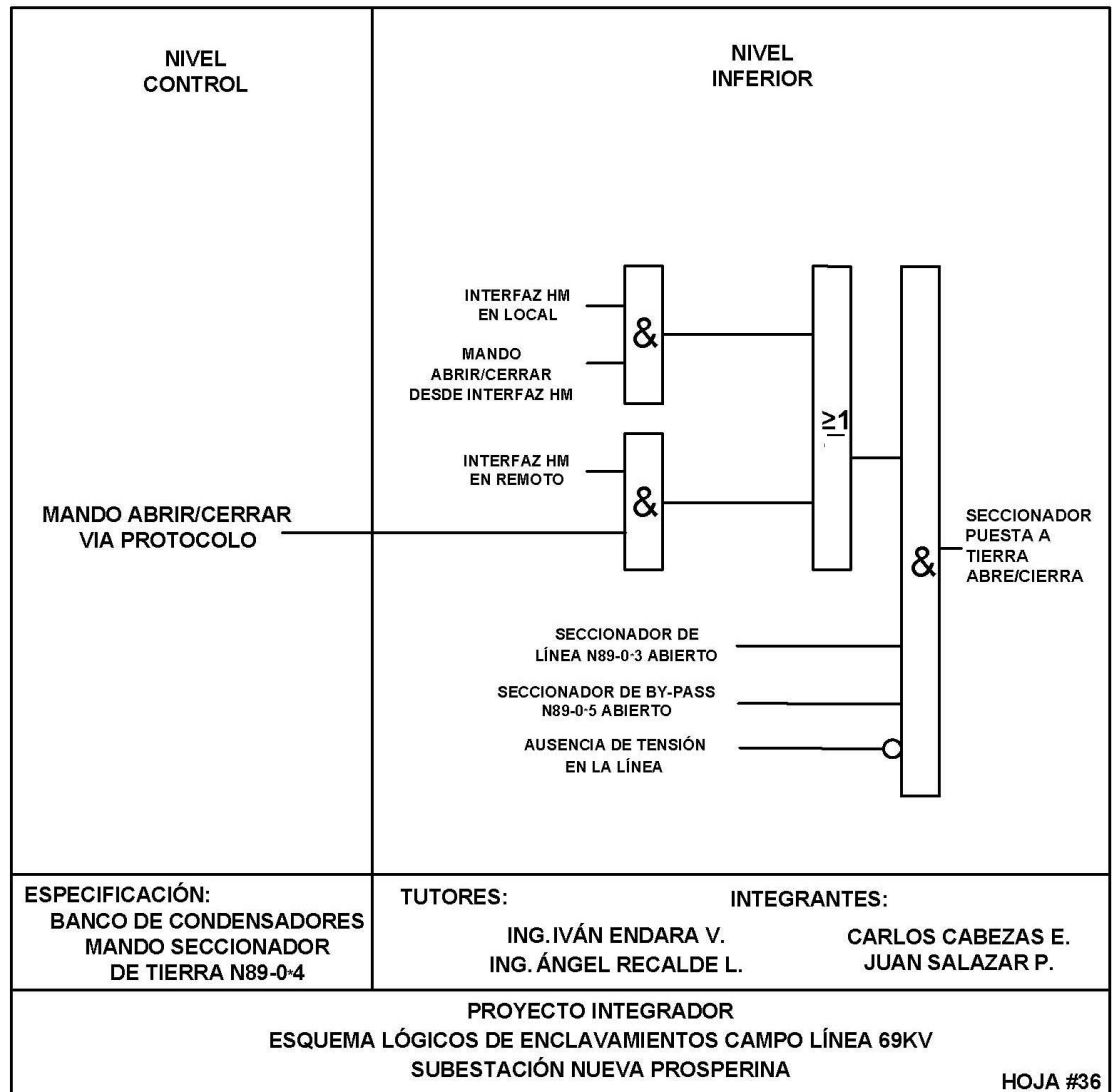 NIVEL
CONTROL
NIVEL
INFERIOR
INTERFAZ HM
EN LOCAL
MANDO
ABRIR/CERRAR
DESDE INTERFAZ HM
&
≥1
INTERFAZ HM
EN REMOTO
&
MANDO ABRIR/CERRAR
VIA PROTOCOLO
&
SECCIONADOR
PUESTA A
TIERRA
ABRE/CIERRA
SECCIONADOR DE
LÍNEA N89-0*3 ABIERTO
SECCIONADOR DE BY-PASS
N89-0*5 ABIERTO
AUSENCIA DE TENSIÓN
EN LA LÍNEA
ESPECIFICACIÓN:
BANCO DE CONDENSADORES
MANDO SECCIONADOR
DE TIERRA N89-0*4
TUTORES:
ING. IVÁN ENDARA V.
ING. ÁNGEL RECALDE L.
INTEGRANTES:
CARLOS CABEZAS E.
JUAN SALAZAR P.
PROYECTO INTEGRADOR
ESQUEMA LÓGICOS DE ENCLAVAMIENTOS CAMPO LÍNEA 69KV
SUBESTACIÓN NUEVA PROSPERINA
HOJA #36